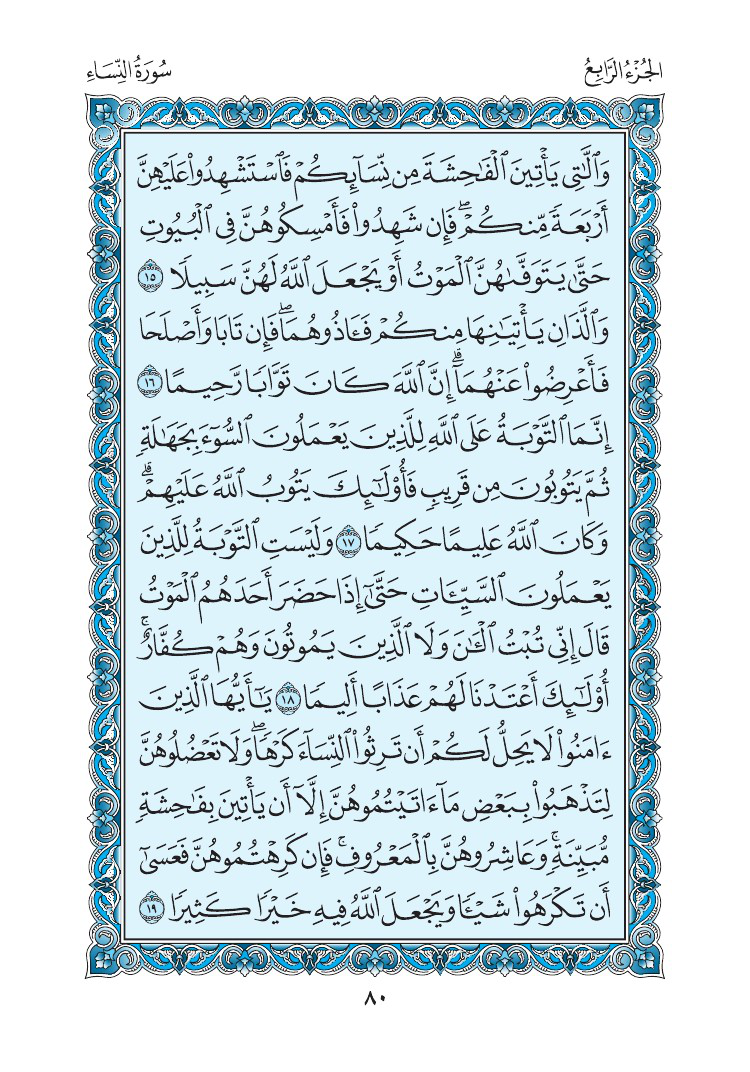 الجُزْءُ الرَّابِعُ
سُورَةُ النِّسَاءِ
وَٱلَّٰتِي يَأۡتِينَ ٱلۡفَٰحِشَةَ مِن نِّسَآئِكُمۡ فَٱسۡتَشۡهِدُواْ عَلَيۡهِنَّ
أَرۡبَعَةٗ مِّنكُمۡۖ فَإِن شَهِدُواْ فَأَمۡسِكُوهُنَّ فِي ٱلۡبُيُوتِ
حَتَّىٰ يَتَوَفَّىٰهُنَّ ٱلۡمَوۡتُ أَوۡ يَجۡعَلَ ٱللَّهُ لَهُنَّ سَبِيلٗا ١٥
وَٱلَّذَانِ يَأۡتِيَٰنِهَا مِنكُمۡ فَـَٔاذُوهُمَاۖ فَإِن تَابَا وَأَصۡلَحَا
فَأَعۡرِضُواْ عَنۡهُمَآۗ إِنَّ ٱللَّهَ كَانَ تَوَّابٗا رَّحِيمًا ١٦
إِنَّمَا ٱلتَّوۡبَةُ عَلَى ٱللَّهِ لِلَّذِينَ يَعۡمَلُونَ ٱلسُّوٓءَ بِجَهَٰلَةٖ
ثُمَّ يَتُوبُونَ مِن قَرِيبٖ فَأُوْلَٰٓئِكَ يَتُوبُ ٱللَّهُ عَلَيۡهِمۡۗ
وَكَانَ ٱللَّهُ عَلِيمًا حَكِيمٗا ١٧ وَلَيۡسَتِ ٱلتَّوۡبَةُ لِلَّذِينَ
يَعۡمَلُونَ ٱلسَّيِّـَٔاتِ حَتَّىٰٓ إِذَا حَضَرَ أَحَدَهُمُ ٱلۡمَوۡتُ
قَالَ إِنِّي تُبۡتُ ٱلۡـَٰٔنَ وَلَا ٱلَّذِينَ يَمُوتُونَ وَهُمۡ كُفَّارٌۚ
أُوْلَٰٓئِكَ أَعۡتَدۡنَا لَهُمۡ عَذَابًا أَلِيمٗا ١٨ يَٰٓأَيُّهَا ٱلَّذِينَ
ءَامَنُواْ لَا يَحِلُّ لَكُمۡ أَن تَرِثُواْ ٱلنِّسَآءَ كَرۡهٗاۖ وَلَا تَعۡضُلُوهُنَّ
لِتَذۡهَبُواْ بِبَعۡضِ مَآ ءَاتَيۡتُمُوهُنَّ إِلَّآ أَن يَأۡتِينَ بِفَٰحِشَةٖ
مُّبَيِّنَةٖۚ وَعَاشِرُوهُنَّ بِٱلۡمَعۡرُوفِۚ فَإِن كَرِهۡتُمُوهُنَّ فَعَسَىٰٓ
أَن تَكۡرَهُواْ شَيۡـٔٗا وَيَجۡعَلَ ٱللَّهُ فِيهِ خَيۡرٗا كَثِيرٗا ١٩
٨٠